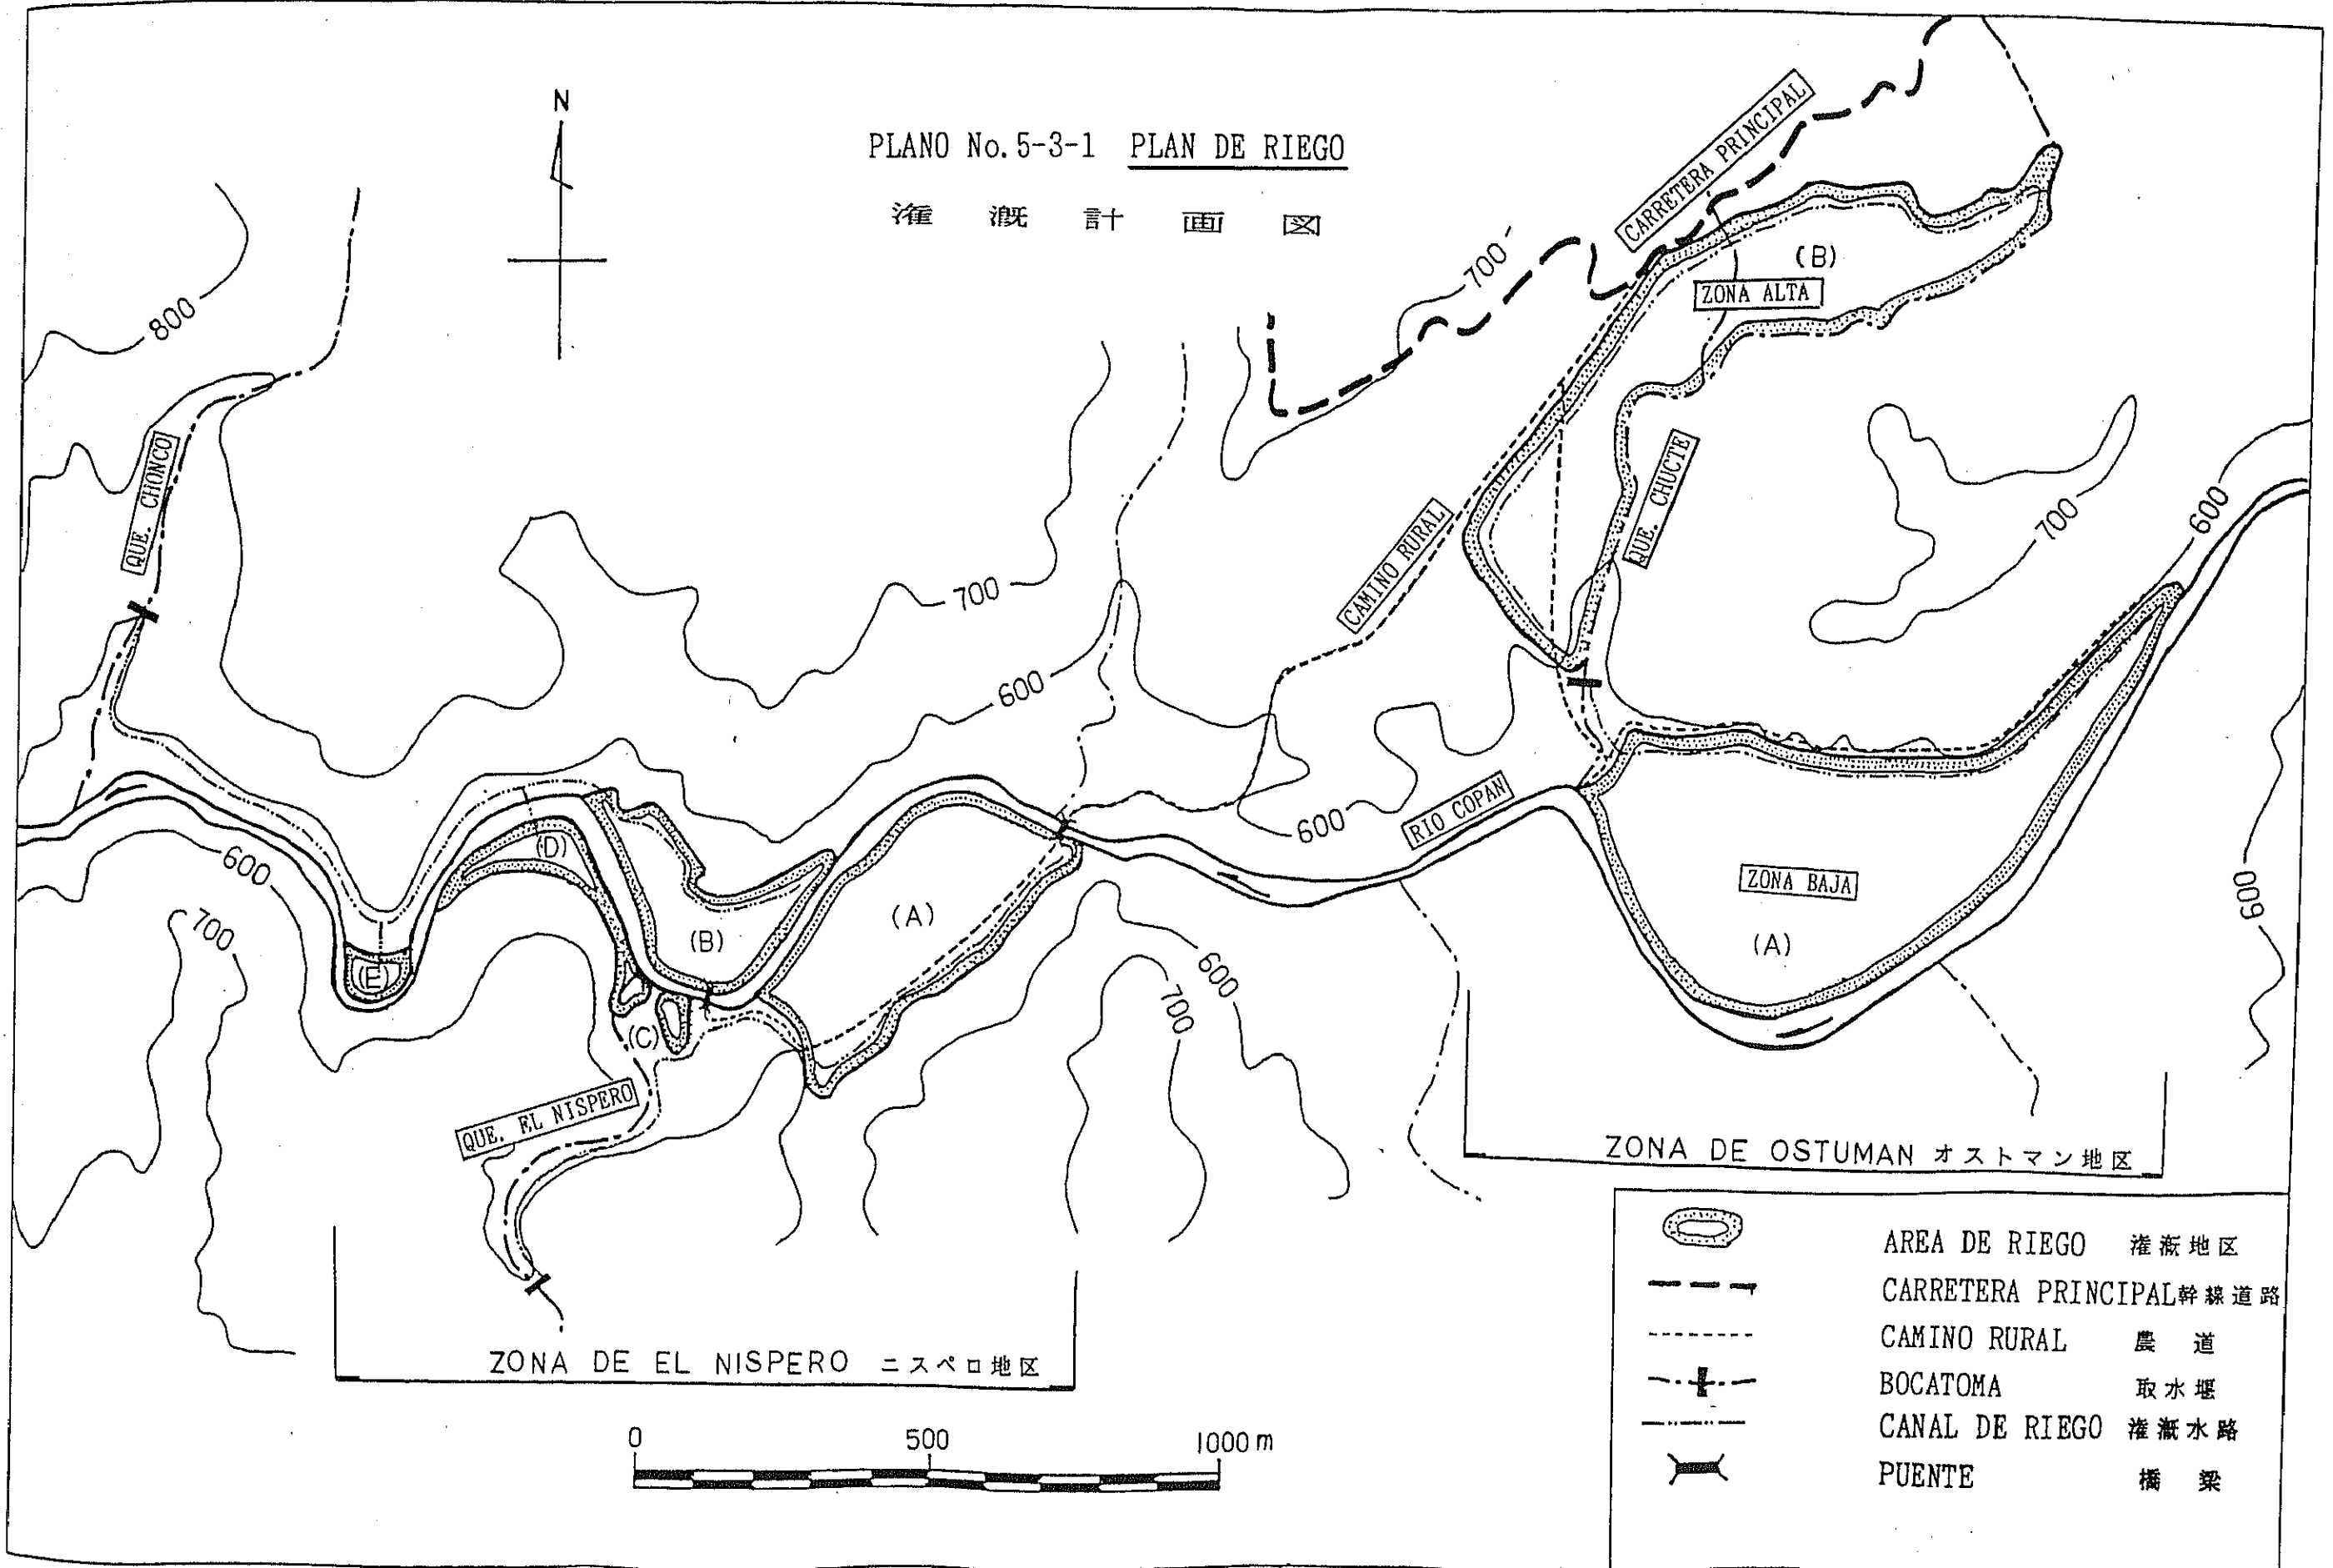 PLANO No. 5-3-1 PLAN DE RIEGO
灌漑計画図
N
CARRETERA PRINCIPAL
700
(B)
ZONA ALTA
800
QUE. CHONCO
QUE. CHUCTE
CAMINO RURAL
700
600
700
600
600
RIO COPAN
600
(D)
600
700
(E)
(B)
(A)
ZONA BAJA
(A)
600
600
700
(C)
QUE. EL NISPERO
ZONA DE OSTUMAN オストマン地区
ZONA DE EL NISPERO ニスペロ地区
AREA DE RIEGO 灌漑地区
CARRETERA PRINCIPAL 幹線道路
CAMINO RURAL 農道
BOCATOMA 取水堰
CANAL DE RIEGO 灌漑水路
PUENTE 橋梁
0 500 1000 m